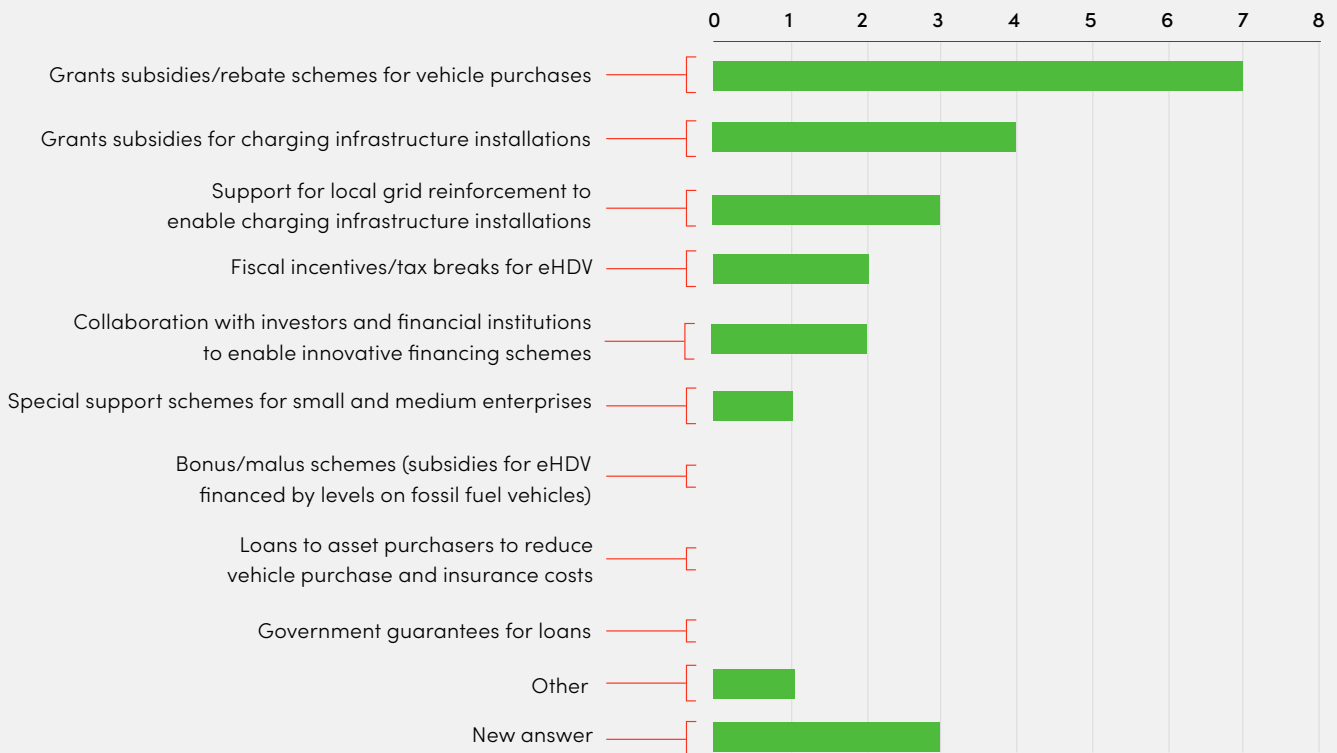 0 1 2 3 4 5 6 7 8
Grants subsidies/rebate schemes for vehicle purchases
Grants subsidies for charging infrastructure installations
Support for local grid reinforcement to
enable charging infrastructure installations
Fiscal incentives/tax breaks for eHDV
Collaboration with investors and financial institutions
to enable innovative financing schemes
Special support schemes for small and medium enterprises
Bonus/malus schemes (subsidies for eHDV
financed by levels on fossil fuel vehicles)
Loans to asset purchasers to reduce
vehicle purchase and insurance costs
Government guarantees for loans
Other
New answer